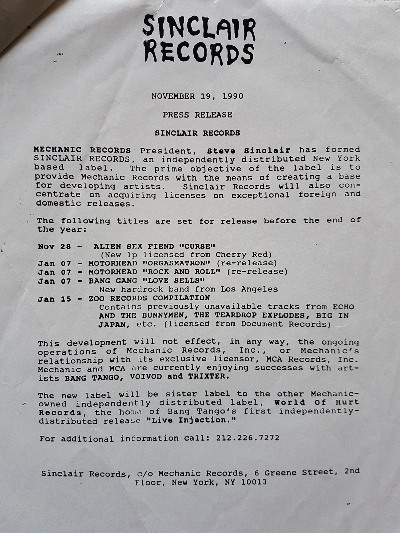 SINCLAIR
RECORDS
NOVEMBER 19, 1990
PRESS RELEASE
SINCLAIR RECORDS
MECHANIC RECORDS President, Steve Sinclair has formed
SINCLAIR RECORDS, an independently distributed New York
based label. The prime objective of the label is to
provide Mechanic Records with the means of creating a base
for developing artists. Sinclair Records will also con-
centrate on acquiring licenses on exceptional foreign and
domestic releases.
The following titles are set for release before the end of
the year:
Nov 28 - ALIEN SEX FIEND "CURSE"
(New lp licensed from Cherry Red)
Jan 07 - MOTORHEAD "ORGASMATRON" (re-release)
Jan 07 - MOTORHEAD "ROCK AND ROLL" (re-release)
Jan 07 - BANG GANG "LOVE SELLS"
New hardrock band from Los Angeles
Jan 15 - ZOO RECORDS COMPILATION
Contains previously unavailable tracks from ECHO
AND THE BUNNYMEN, THE TEARDROP EXPLODES, BIG IN
JAPAN, etc. (licensed from Document Records)
This development will not effect, in any way, the ongoing
operations of Mechanic Records, Inc., or Mechanic's
relationship with its exclusive licensor, MCA Records, Inc.
Mechanic and MCA are currently enjoying successes with art-
ists BANG TANGO, VOIVOD and TRIXTER.
The new label will be sister label to the other Mechanic-
owned independently distributed label, World Of Hurt
Records, the home of Bang Tango's first independently-
distributed release "Live Injection."
For additional information call: 212.226.7272
Sinclair Records, c/o Mechanic Records, 6 Greene Street, 2nd
Floor, New York, NY 10013